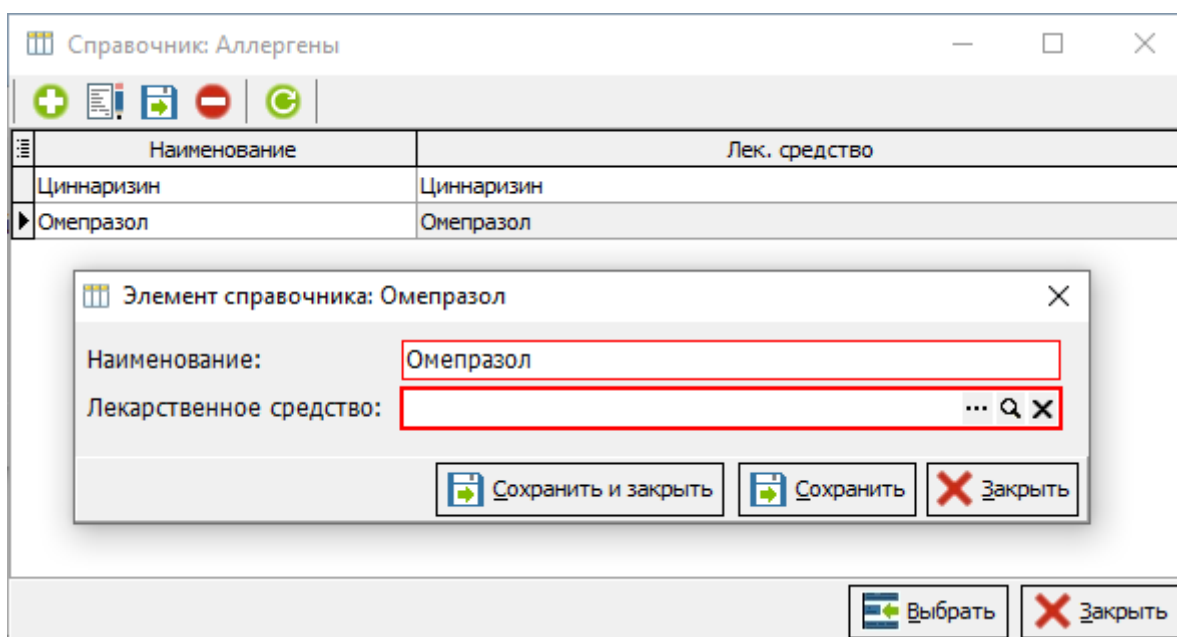 Справочник: Аллергены
Наименование Лек. средство
Циннаризин Циннаризин
Омепразол Омепразол
Элемент справочника: Омепразол
Наименование: Омепразол
Лекарственное средство:
Сохранить и закрыть Сохранить Закрыть
Выбрать Закрыть